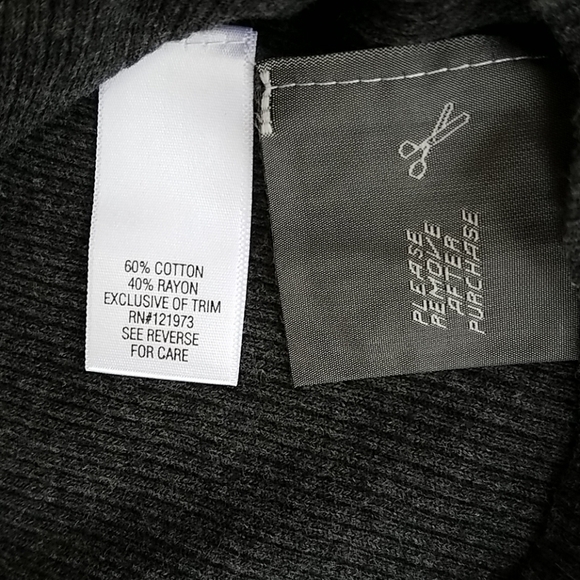 60% COTTON
40% RAYON
EXCLUSIVE OF TRIM
RN#121973
SEE REVERSE
FOR CARE
PLEASE
REMOVE
AFTER
PURCHASE